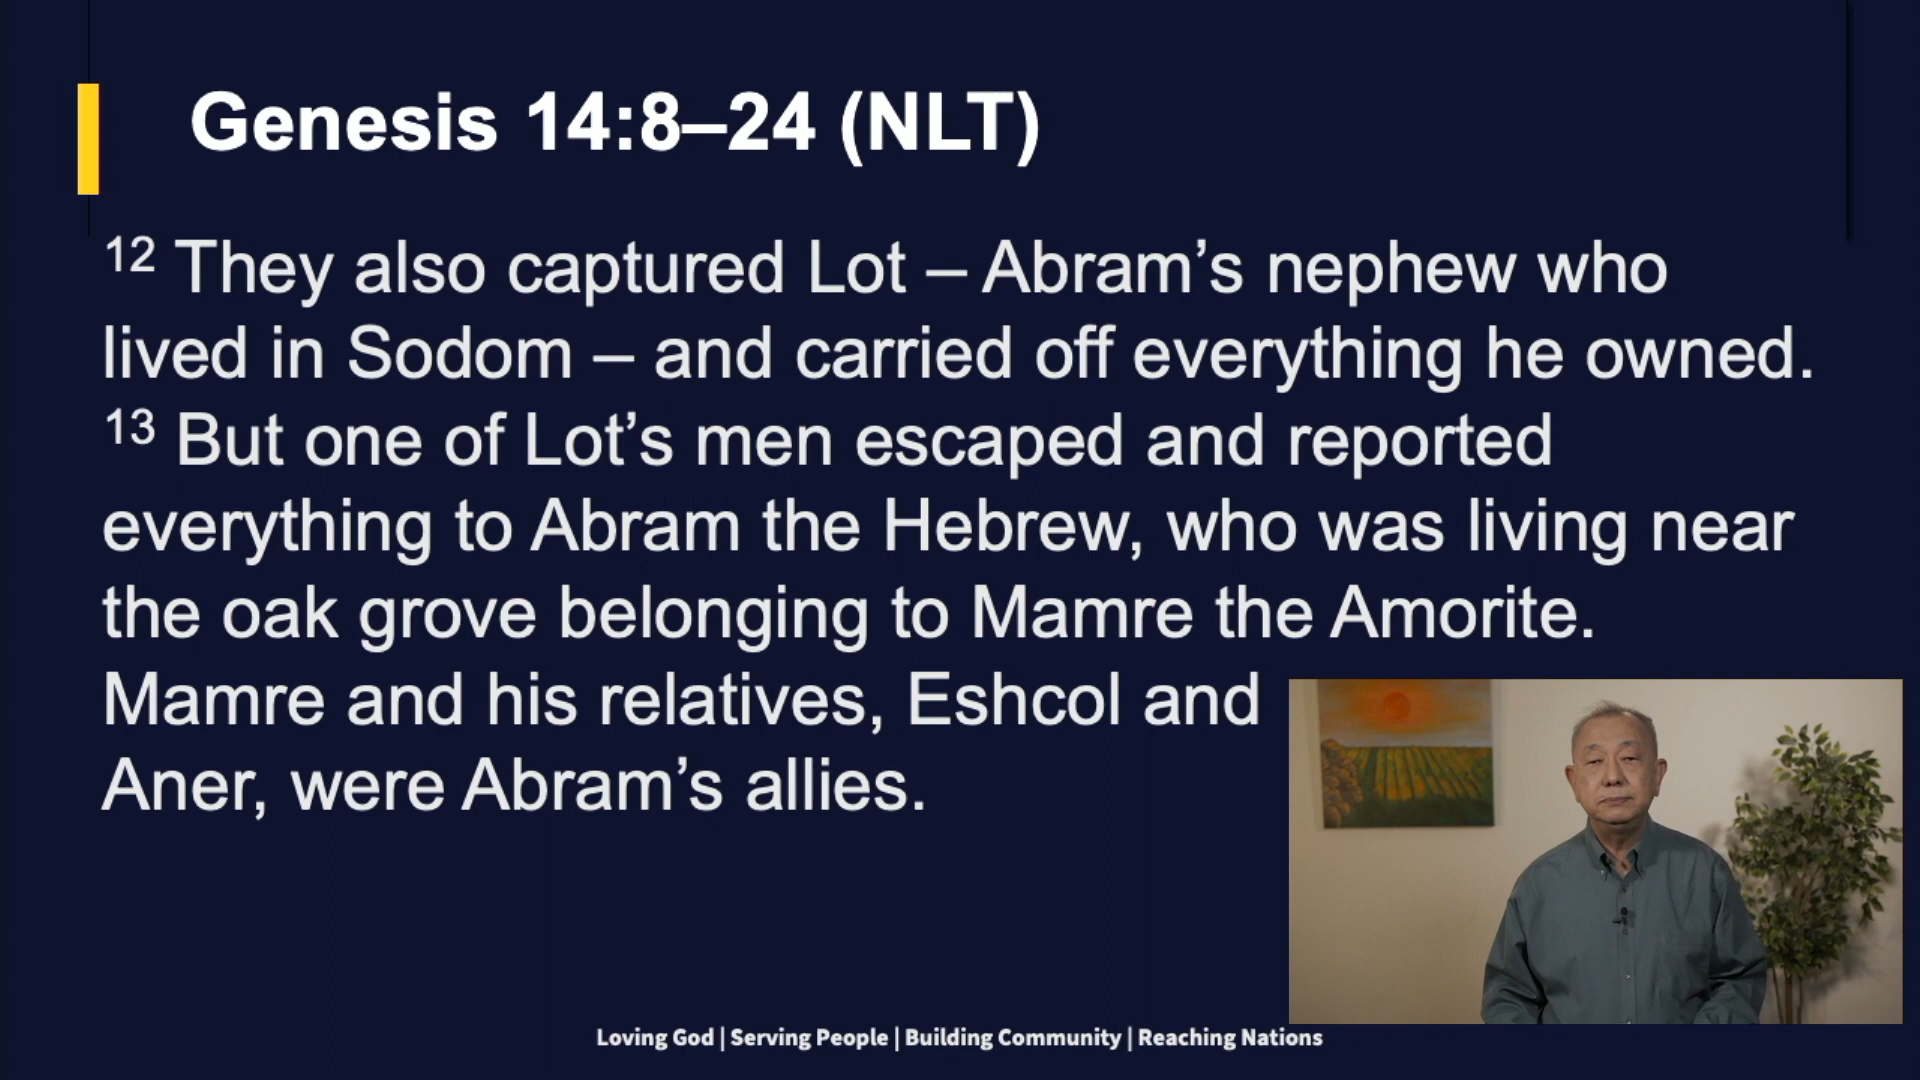 Genesis 14:8–24 (NLT)
12 They also captured Lot – Abram’s nephew who
lived in Sodom – and carried off everything he owned.
13 But one of Lot’s men escaped and reported
everything to Abram the Hebrew, who was living near
the oak grove belonging to Mamre the Amorite.
Mamre and his relatives, Eshcol and
Aner, were Abram’s allies.
Loving God | Serving People | Building Community | Reaching Nations